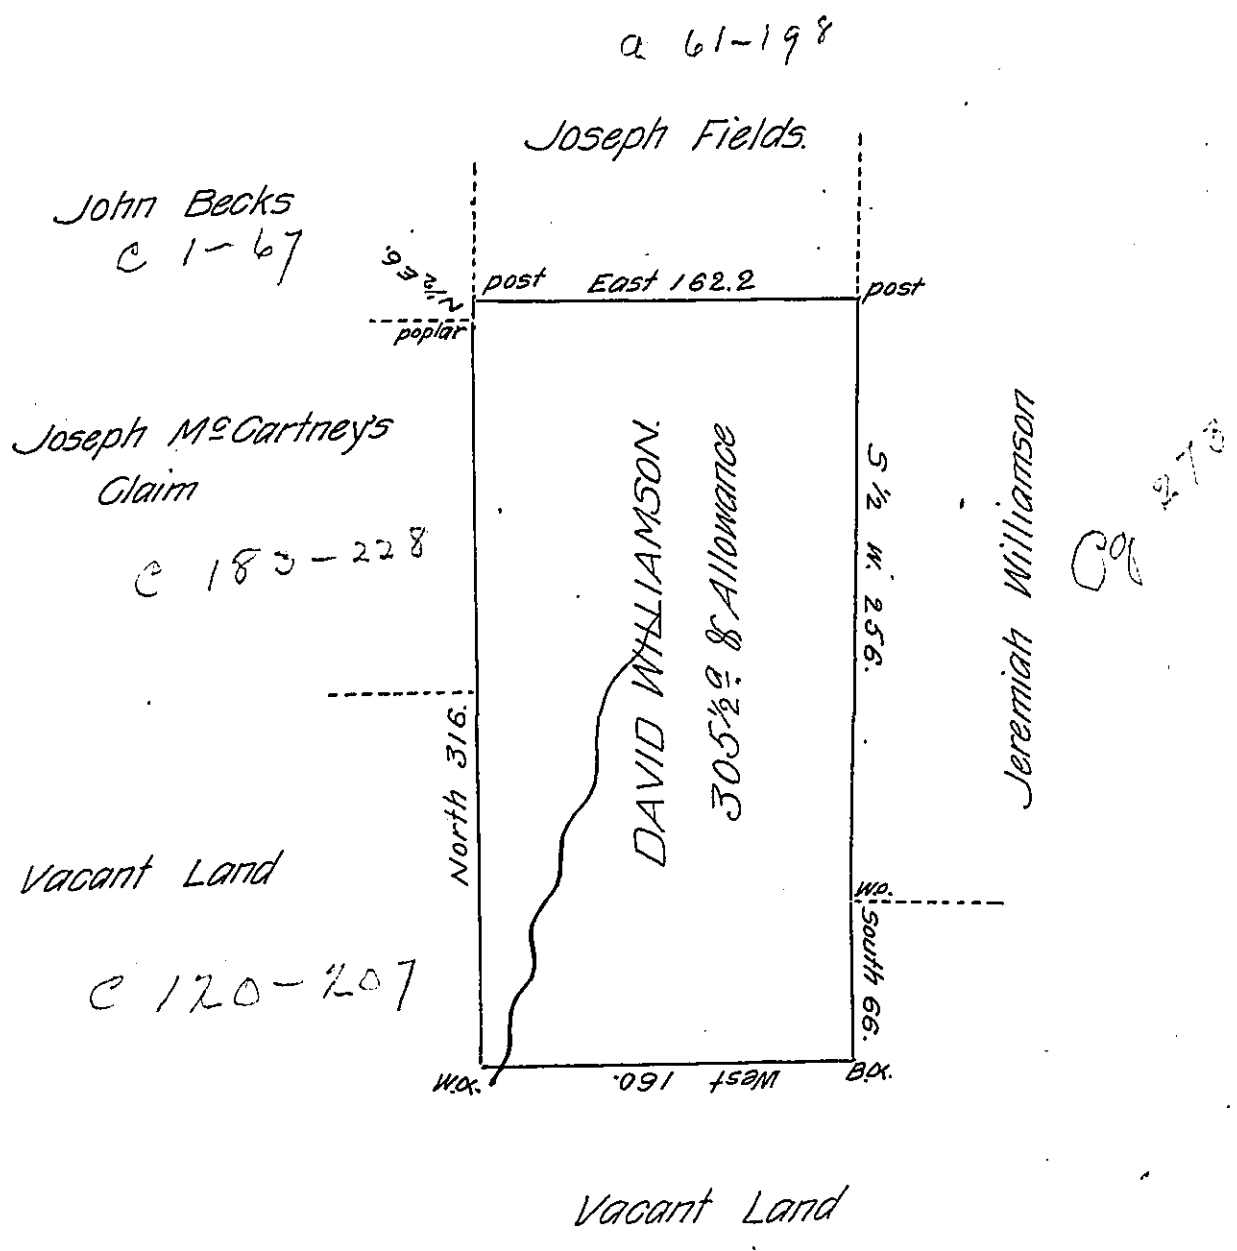 a 61-198
Joseph Fields.
John Becks
C 1-67
N ½ E 6.
post East 162.2 post
poplar
Joseph McCartney's
Claim
C 183-228
DAVID WILLIAMSON.
305½ a & Allowance
S ½ W. 256.
Jeremiah Williamson
273
North 316.
Vacant Land
C 120-207
W.O.
South 66.
W.O.
West 160.
B.O.
Vacant Land